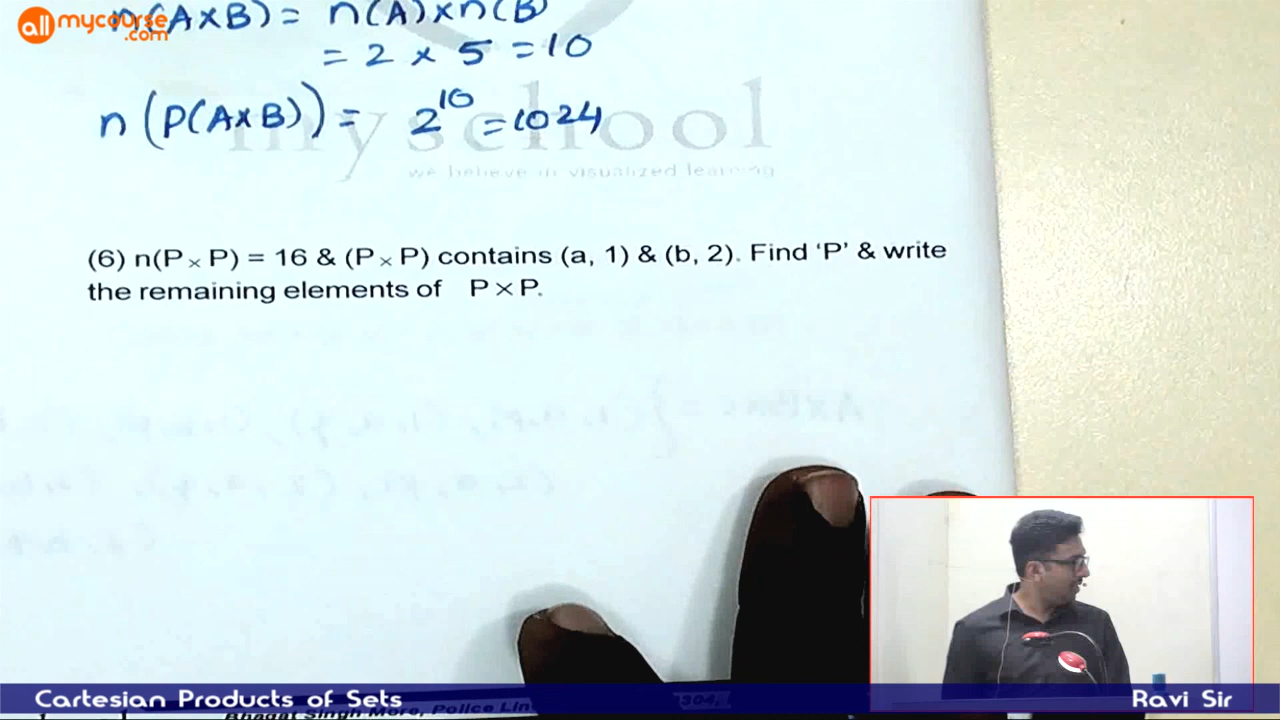 allmycourse
.com
n(A×B) = n(A)×n(B)
= 2 × 5 = 10
n(P(A×B)) = 2^10 = 1024
myschool
we believe in visualized learning
(6) n(P × P) = 16 & (P × P) contains (a, 1) & (b, 2). Find ‘P’ & write
the remaining elements of P × P.
Cartesian Products of Sets
Ravi Sir